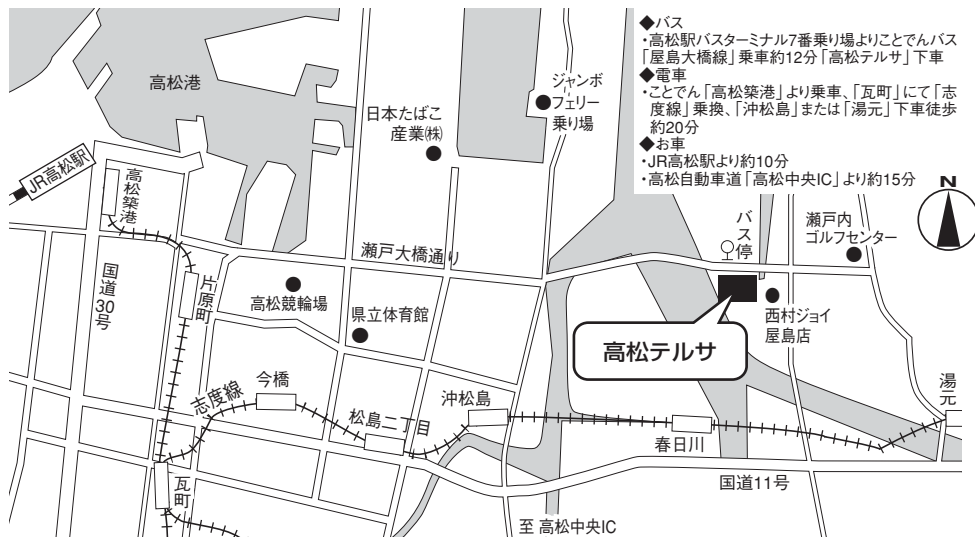 ◆バス
・高松駅バスターミナル7番乗り場よりことでんバス
「屋島大橋線」乗車約12分「高松テルサ」下車
◆電車
・ことでん「高松築港」より乗車、「瓦町」にて「志
度線」乗換、「沖松島」または「湯元」下車徒歩
約20分
◆お車
・JR高松駅より約10分
・高松自動車道「高松中央IC」より約15分
高松港
ジャンボ
フェリー
乗り場
日本たばこ
産業㈱
JR高松駅
高松築港
N
バス停
瀬戸内
ゴルフセンター
瀬戸大橋通り
国道30号
片原町
高松競輪場
県立体育館
西村ジョイ
屋島店
高松テルサ
今橋
志度線
松島二丁目
沖松島
春日川
湯元
瓦町
国道11号
至 高松中央IC